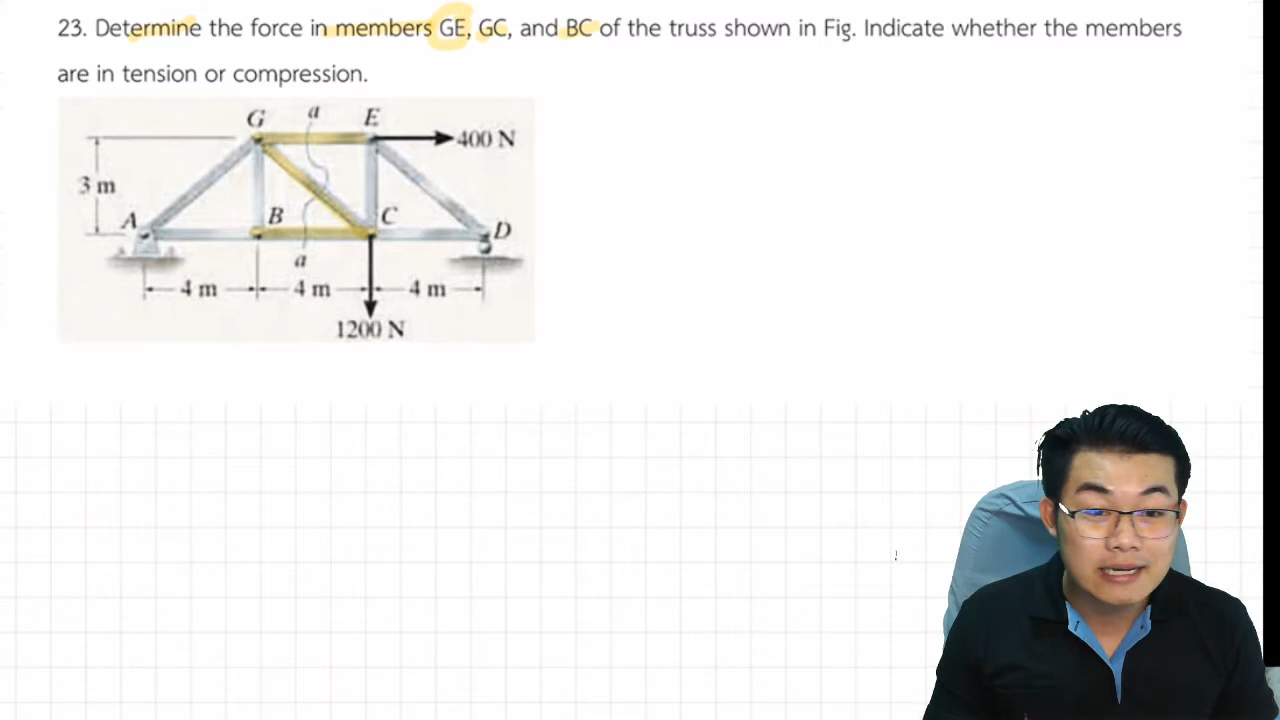 23. Determine the force in members GE, GC, and BC of the truss shown in Fig. Indicate whether the members
are in tension or compression.
G a E
400 N
3 m
A B C D
a
4 m 4 m 4 m
1200 N